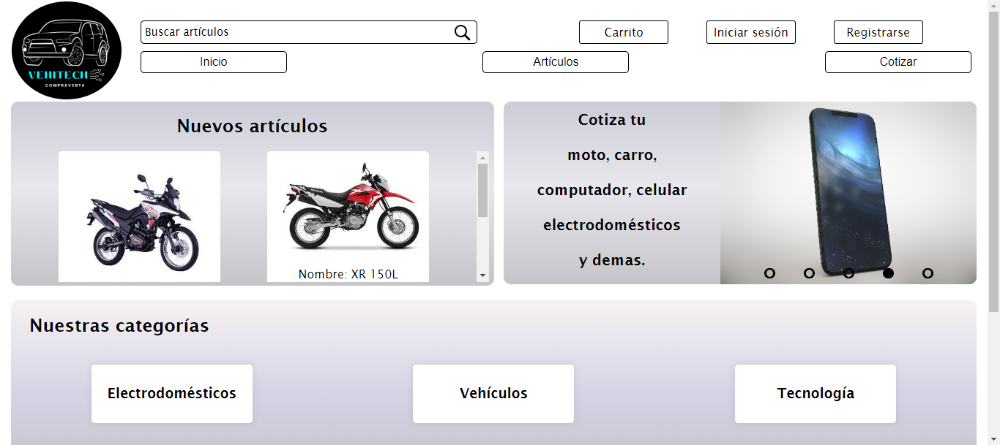 VEHITECH
COMPRAVENTA
Buscar artículos
Carrito
Iniciar sesión
Registrarse
Inicio
Artículos
Cotizar
Nuevos artículos
Nombre: XR 150L
Cotiza tu
moto, carro,
computador, celular
electrodomésticos
y demas.
Nuestras categorías
Electrodomésticos
Vehículos
Tecnología